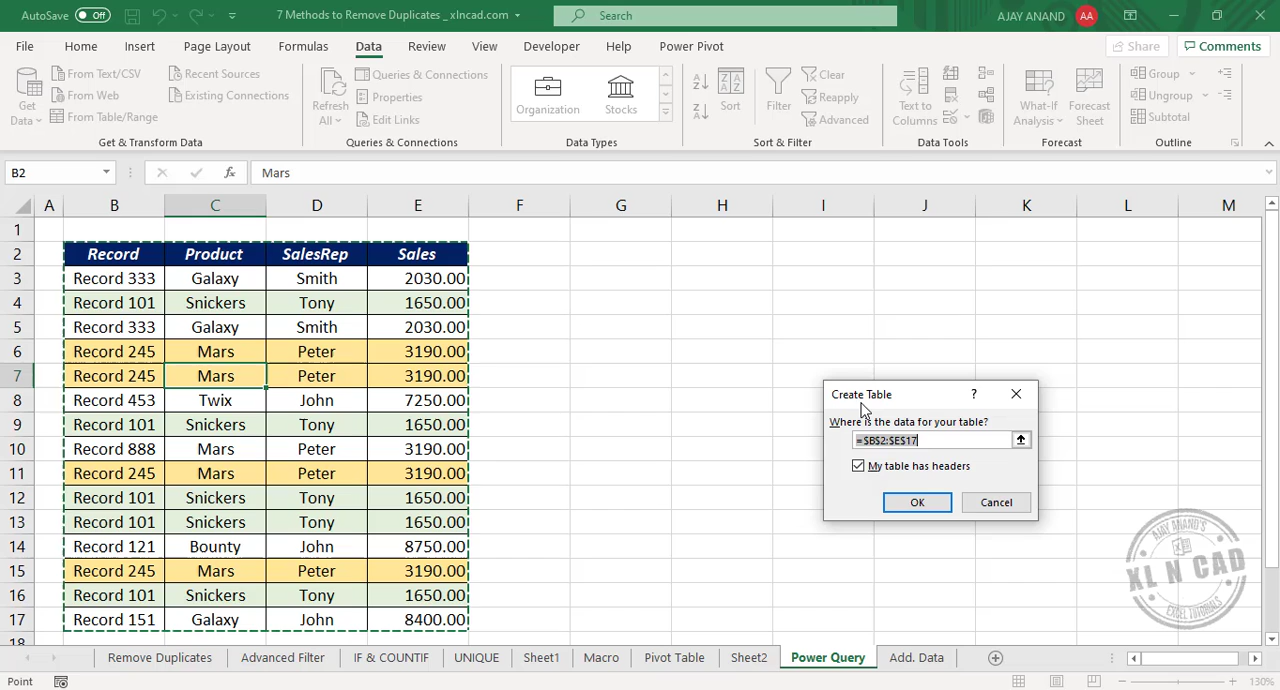 AutoSave Off 7 Methods to Remove Duplicates _ xlncad.com Search AJAY ANAND AA
File Home Insert Page Layout Formulas Data Review View Developer Help Power Pivot Share Comments
Get Data From Text/CSV From Web From Table/Range Recent Sources Existing Connections
Refresh All Queries & Connections Properties Edit Links
Organization Stocks
Sort Filter Clear Reapply Advanced
Text to Columns What-If Analysis Forecast Sheet Group Ungroup Subtotal
Get & Transform Data Queries & Connections Data Types Sort & Filter Data Tools Forecast Outline
B2 fx Mars
A B C D E F G H I J K L M
1
2 Record Product SalesRep Sales
3 Record 333 Galaxy Smith 2030.00
4 Record 101 Snickers Tony 1650.00
5 Record 333 Galaxy Smith 2030.00
6 Record 245 Mars Peter 3190.00
7 Record 245 Mars Peter 3190.00
8 Record 453 Twix John 7250.00
9 Record 101 Snickers Tony 1650.00
10 Record 888 Mars Peter 3190.00
11 Record 245 Mars Peter 3190.00
12 Record 101 Snickers Tony 1650.00
13 Record 101 Snickers Tony 1650.00
14 Record 121 Bounty John 8750.00
15 Record 245 Mars Peter 3190.00
16 Record 101 Snickers Tony 1650.00
17 Record 151 Galaxy John 8400.00
18
Create Table ?
Where is the data for your table?
=$B$2:$E$17
My table has headers
OK Cancel
AJAY ANAND'S
XL N CAD
EXCEL TUTORIALS
Remove Duplicates Advanced Filter IF & COUNTIF UNIQUE Sheet1 Macro Pivot Table Sheet2 Power Query Add. Data
Point 130%